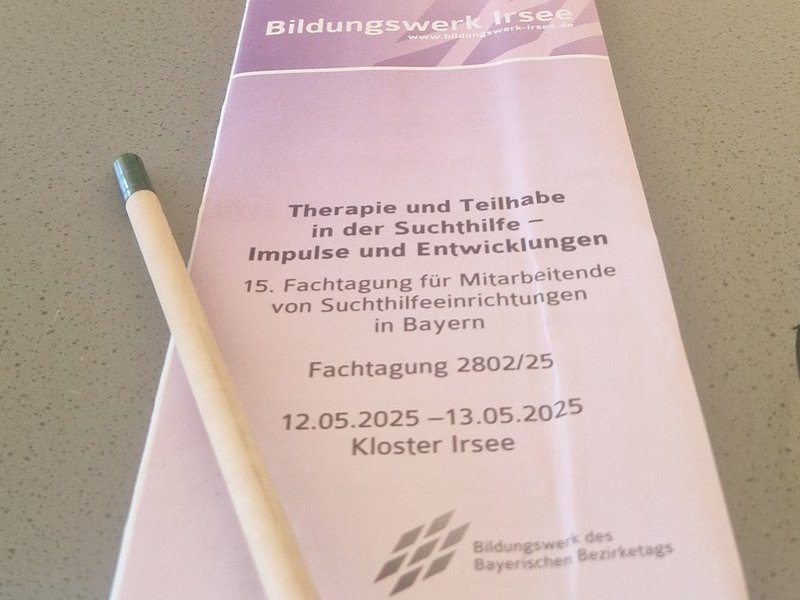 Bildungswerk Irsee
www.bildungswerk-irsee.de
Therapie und Teilhabe
in der Suchthilfe –
Impulse und Entwicklungen
15. Fachtagung für Mitarbeitende
von Suchthilfeeinrichtungen
in Bayern
Fachtagung 2802/25
12.05.2025 –13.05.2025
Kloster Irsee
Bildungswerk des
Bayerischen Bezirketags